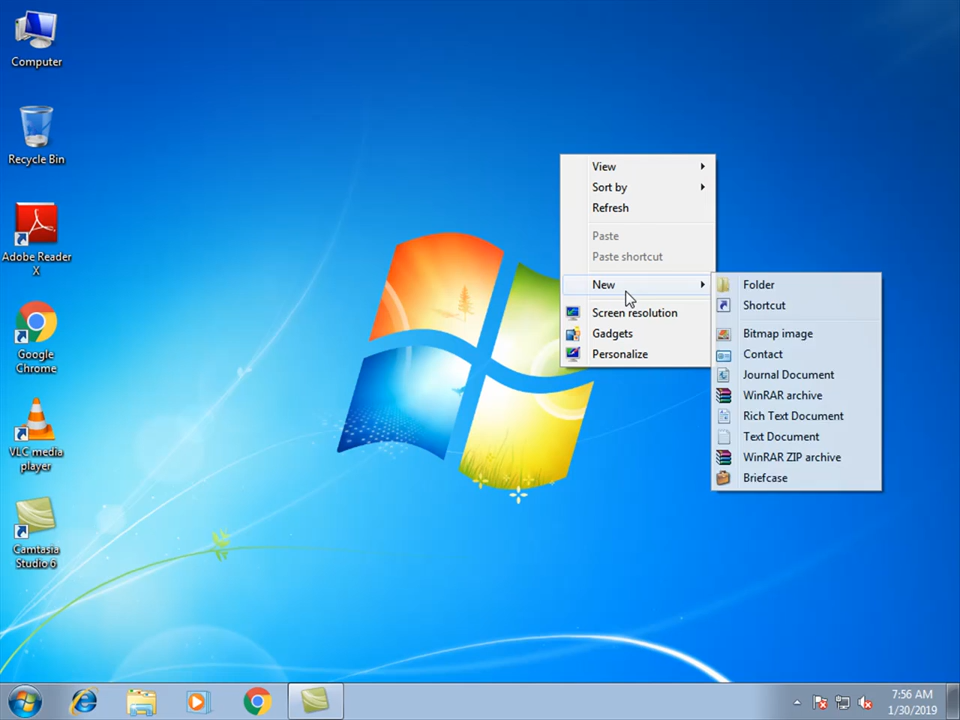 Computer
Recycle Bin
Adobe Reader
X
Google
Chrome
VLC media
player
Camtasia
Studio 6
View
Sort by
Refresh
Paste
Paste shortcut
New
Screen resolution
Gadgets
Personalize
Folder
Shortcut
Bitmap image
Contact
Journal Document
WinRAR archive
Rich Text Document
Text Document
WinRAR ZIP archive
Briefcase
7:56 AM
1/30/2019